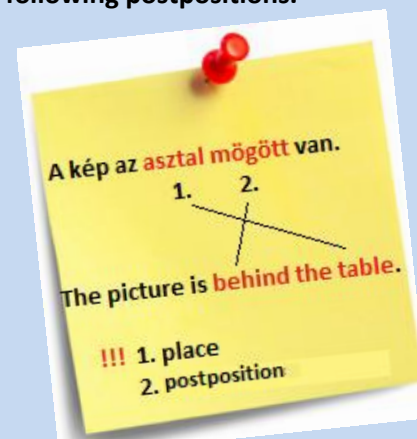 following postpositions.
A kép az asztal mögött van.
1. 2.
The picture is behind the table.
!!! 1. place
2. postposition